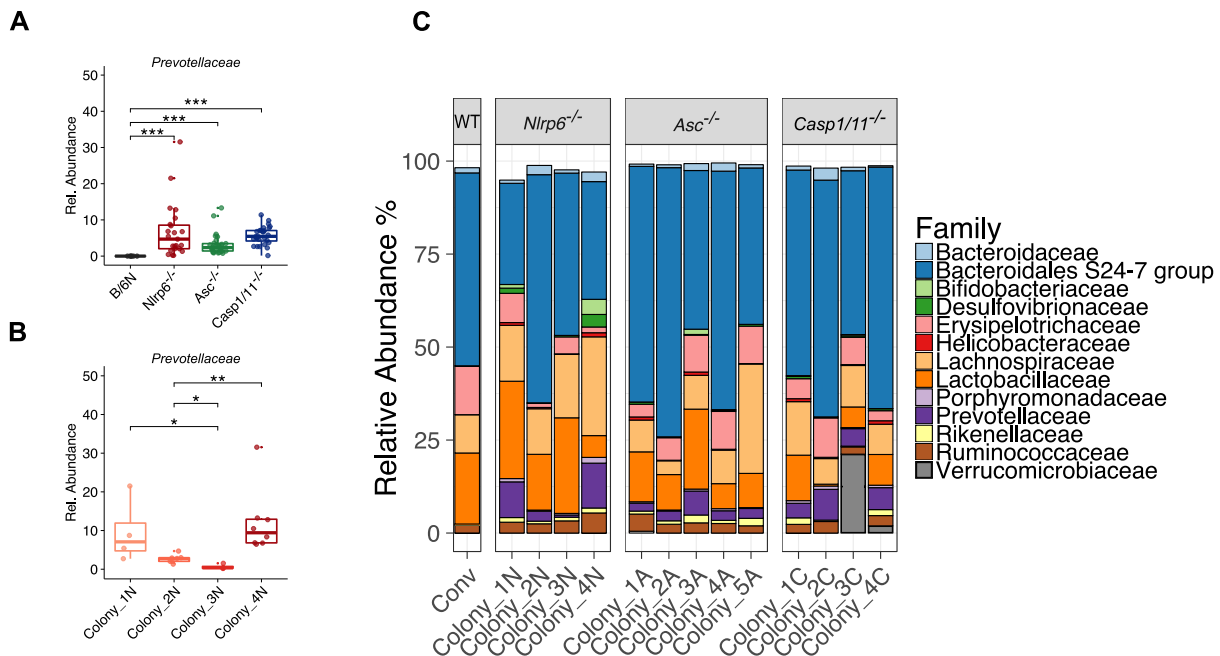 A
Prevotellaceae
50
40
30
20
10
0
Rel. Abundance
***
***
***
B/6N
Nlrp6-/-
Asc-/-
Casp1/11-/-
B
Prevotellaceae
50
40
30
20
10
0
Rel. Abundance
**
*
*
Colony_1N
Colony_2N
Colony_3N
Colony_4N
C
WT
Nlrp6-/-
Asc-/-
Casp1/11-/-
100
75
50
25
0
Relative Abundance %
Conv
Colony_1N
Colony_2N
Colony_3N
Colony_4N
Colony_1A
Colony_2A
Colony_3A
Colony_4A
Colony_5A
Colony_1C
Colony_2C
Colony_3C
Colony_4C
Family
Bacteroidaceae
Bacteroidales S24-7 group
Bifidobacteriaceae
Desulfovibrionaceae
Erysipelotrichaceae
Helicobacteraceae
Lachnospiraceae
Lactobacillaceae
Porphyromonadaceae
Prevotellaceae
Rikenellaceae
Ruminococcaceae
Verrucomicrobiaceae